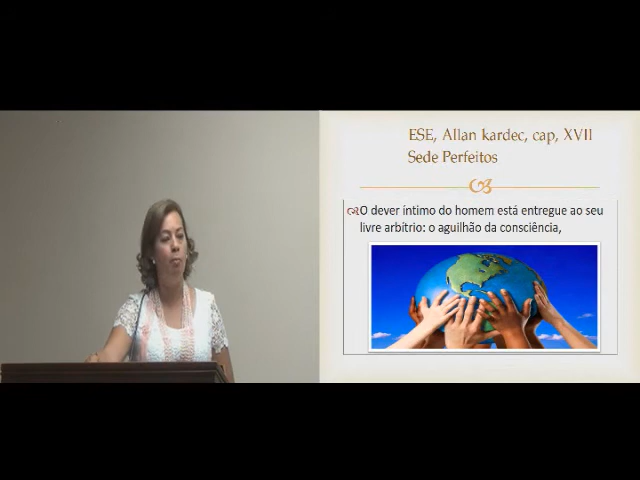 ESE, Allan kardec, cap, XVII
Sede Perfeitos
O dever íntimo do homem está entregue ao seu
livre arbítrio: o aguilhão da consciência,